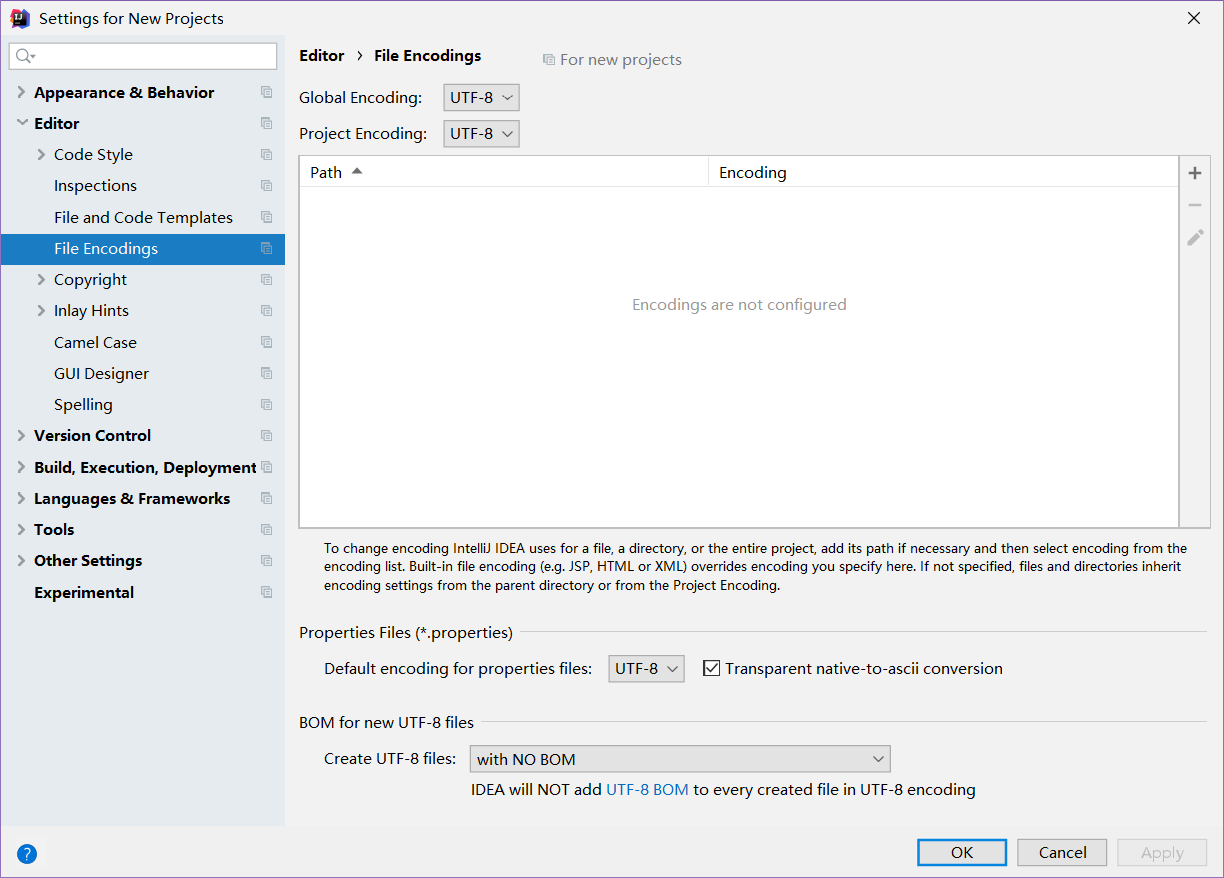 Settings for New Projects
Appearance & Behavior
Editor
Code Style
Inspections
File and Code Templates
File Encodings
Copyright
Inlay Hints
Camel Case
GUI Designer
Spelling
Version Control
Build, Execution, Deployment
Languages & Frameworks
Tools
Other Settings
Experimental
Editor › File Encodings
For new projects
Global Encoding: UTF-8
Project Encoding: UTF-8
Path Encoding
Encodings are not configured
To change encoding IntelliJ IDEA uses for a file, a directory, or the entire project, add its path if necessary and then select encoding from the
encoding list. Built-in file encoding (e.g. JSP, HTML or XML) overrides encoding you specify here. If not specified, files and directories inherit
encoding settings from the parent directory or from the Project Encoding.
Properties Files (*.properties)
Default encoding for properties files: UTF-8 Transparent native-to-ascii conversion
BOM for new UTF-8 files
Create UTF-8 files: with NO BOM
IDEA will NOT add UTF-8 BOM to every created file in UTF-8 encoding
?
OK Cancel Apply